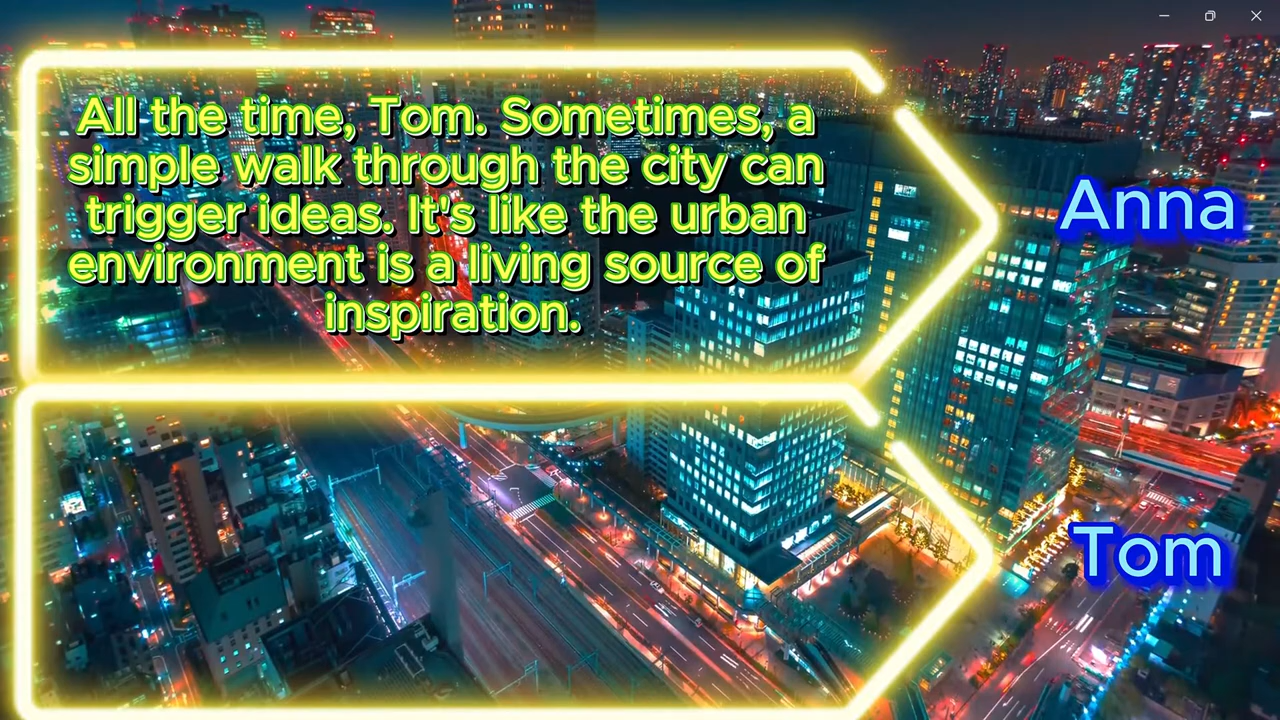 All the time, Tom. Sometimes, a
simple walk through the city can
trigger ideas. It's like the urban
environment is a living source of
inspiration.
Anna
Tom